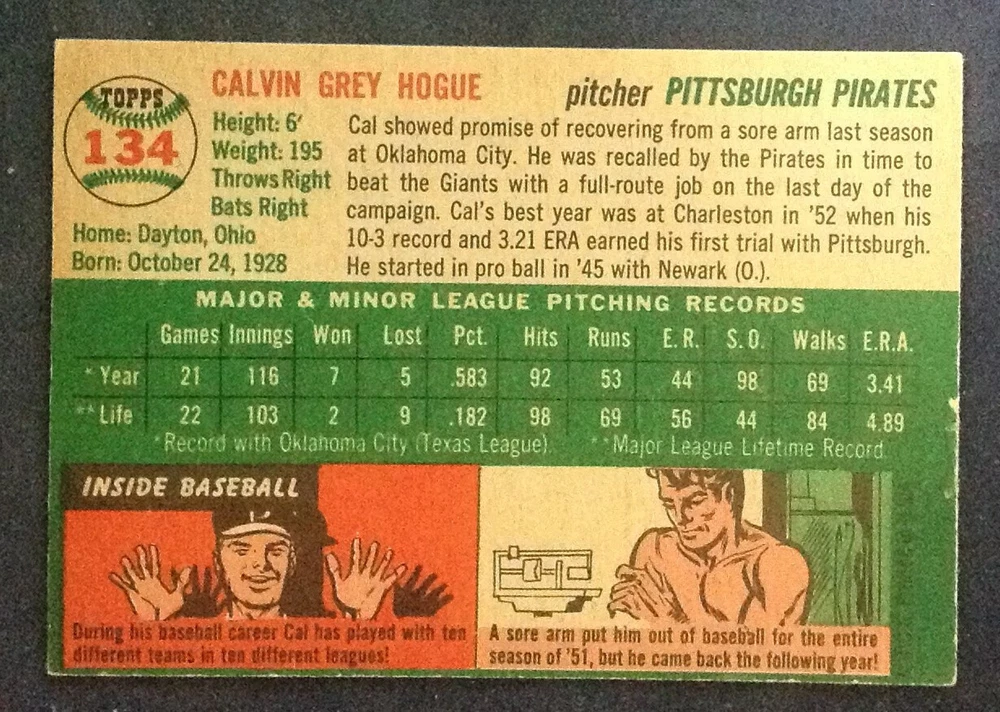 TOPPS
134
CALVIN GREY HOGUE
pitcher PITTSBURGH PIRATES
Height: 6'
Weight: 195
Throws Right
Bats Right
Home: Dayton, Ohio
Born: October 24, 1928
Cal showed promise of recovering from a sore arm last season
at Oklahoma City. He was recalled by the Pirates in time to
beat the Giants with a full-route job on the last day of the
campaign. Cal's best year was at Charleston in '52 when his
10-3 record and 3.21 ERA earned his first trial with Pittsburgh.
He started in pro ball in '45 with Newark (O.).
MAJOR & MINOR LEAGUE PITCHING RECORDS
Games Innings Won Lost Pct. Hits Runs E. R. S. O. Walks E.R.A.
* Year 21 116 7 5 .583 92 53 44 98 69 3.41
** Life 22 103 2 9 .182 98 69 56 44 84 4.89
*Record with Oklahoma City (Texas League). **Major League Lifetime Record.
INSIDE BASEBALL
During his baseball career Cal has played with ten
different teams in ten different leagues!
A sore arm put him out of baseball for the entire
season of '51, but he came back the following year!